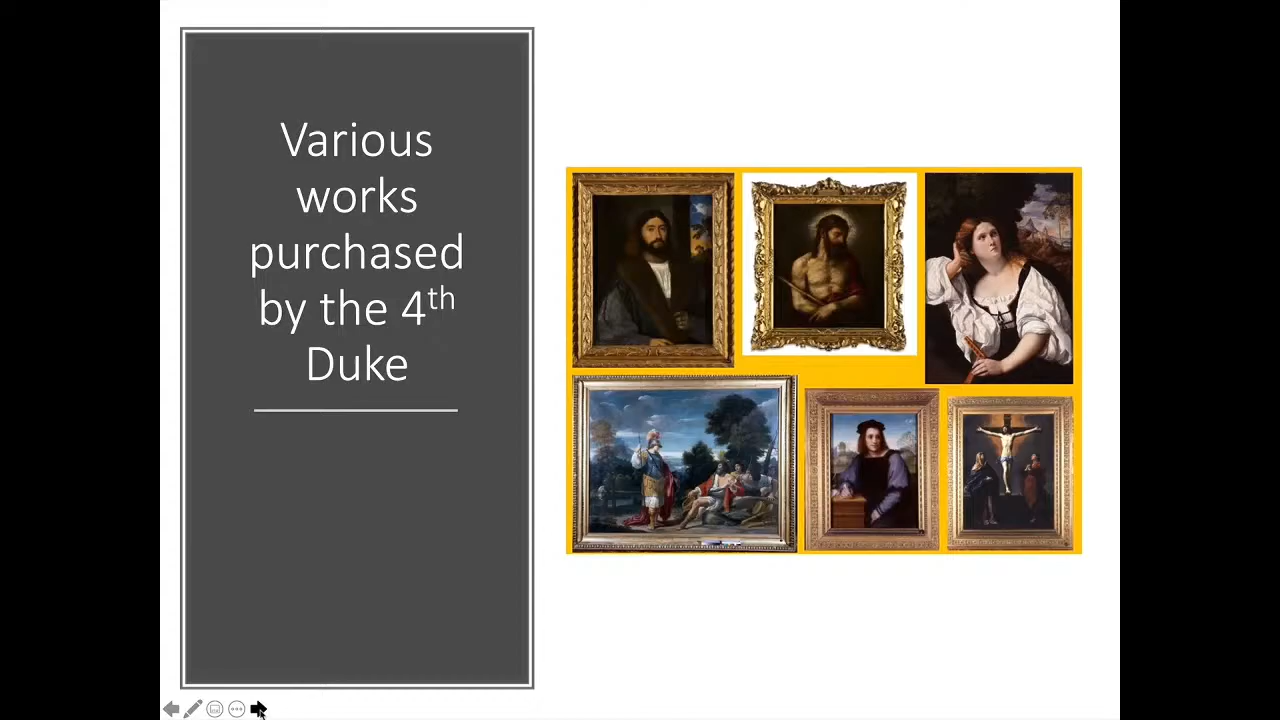 Various
works
purchased
by the 4th
Duke